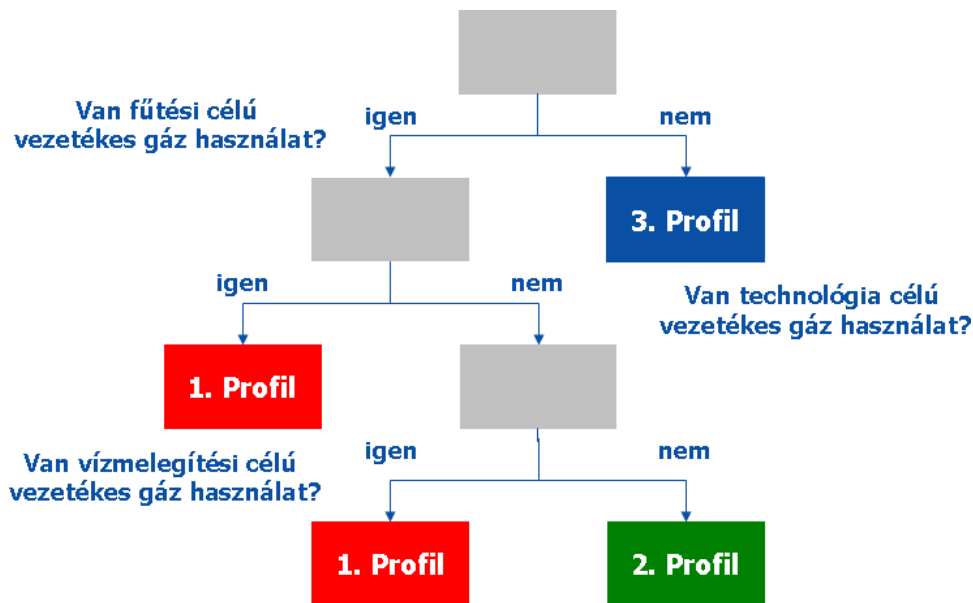 Van fűtési célú
vezetékes gáz használat?
igen
nem
3. Profil
igen
nem
Van technológia célú
vezetékes gáz használat?
1. Profil
Van vízmelegítési célú
vezetékes gáz használat?
igen
nem
1. Profil
2. Profil